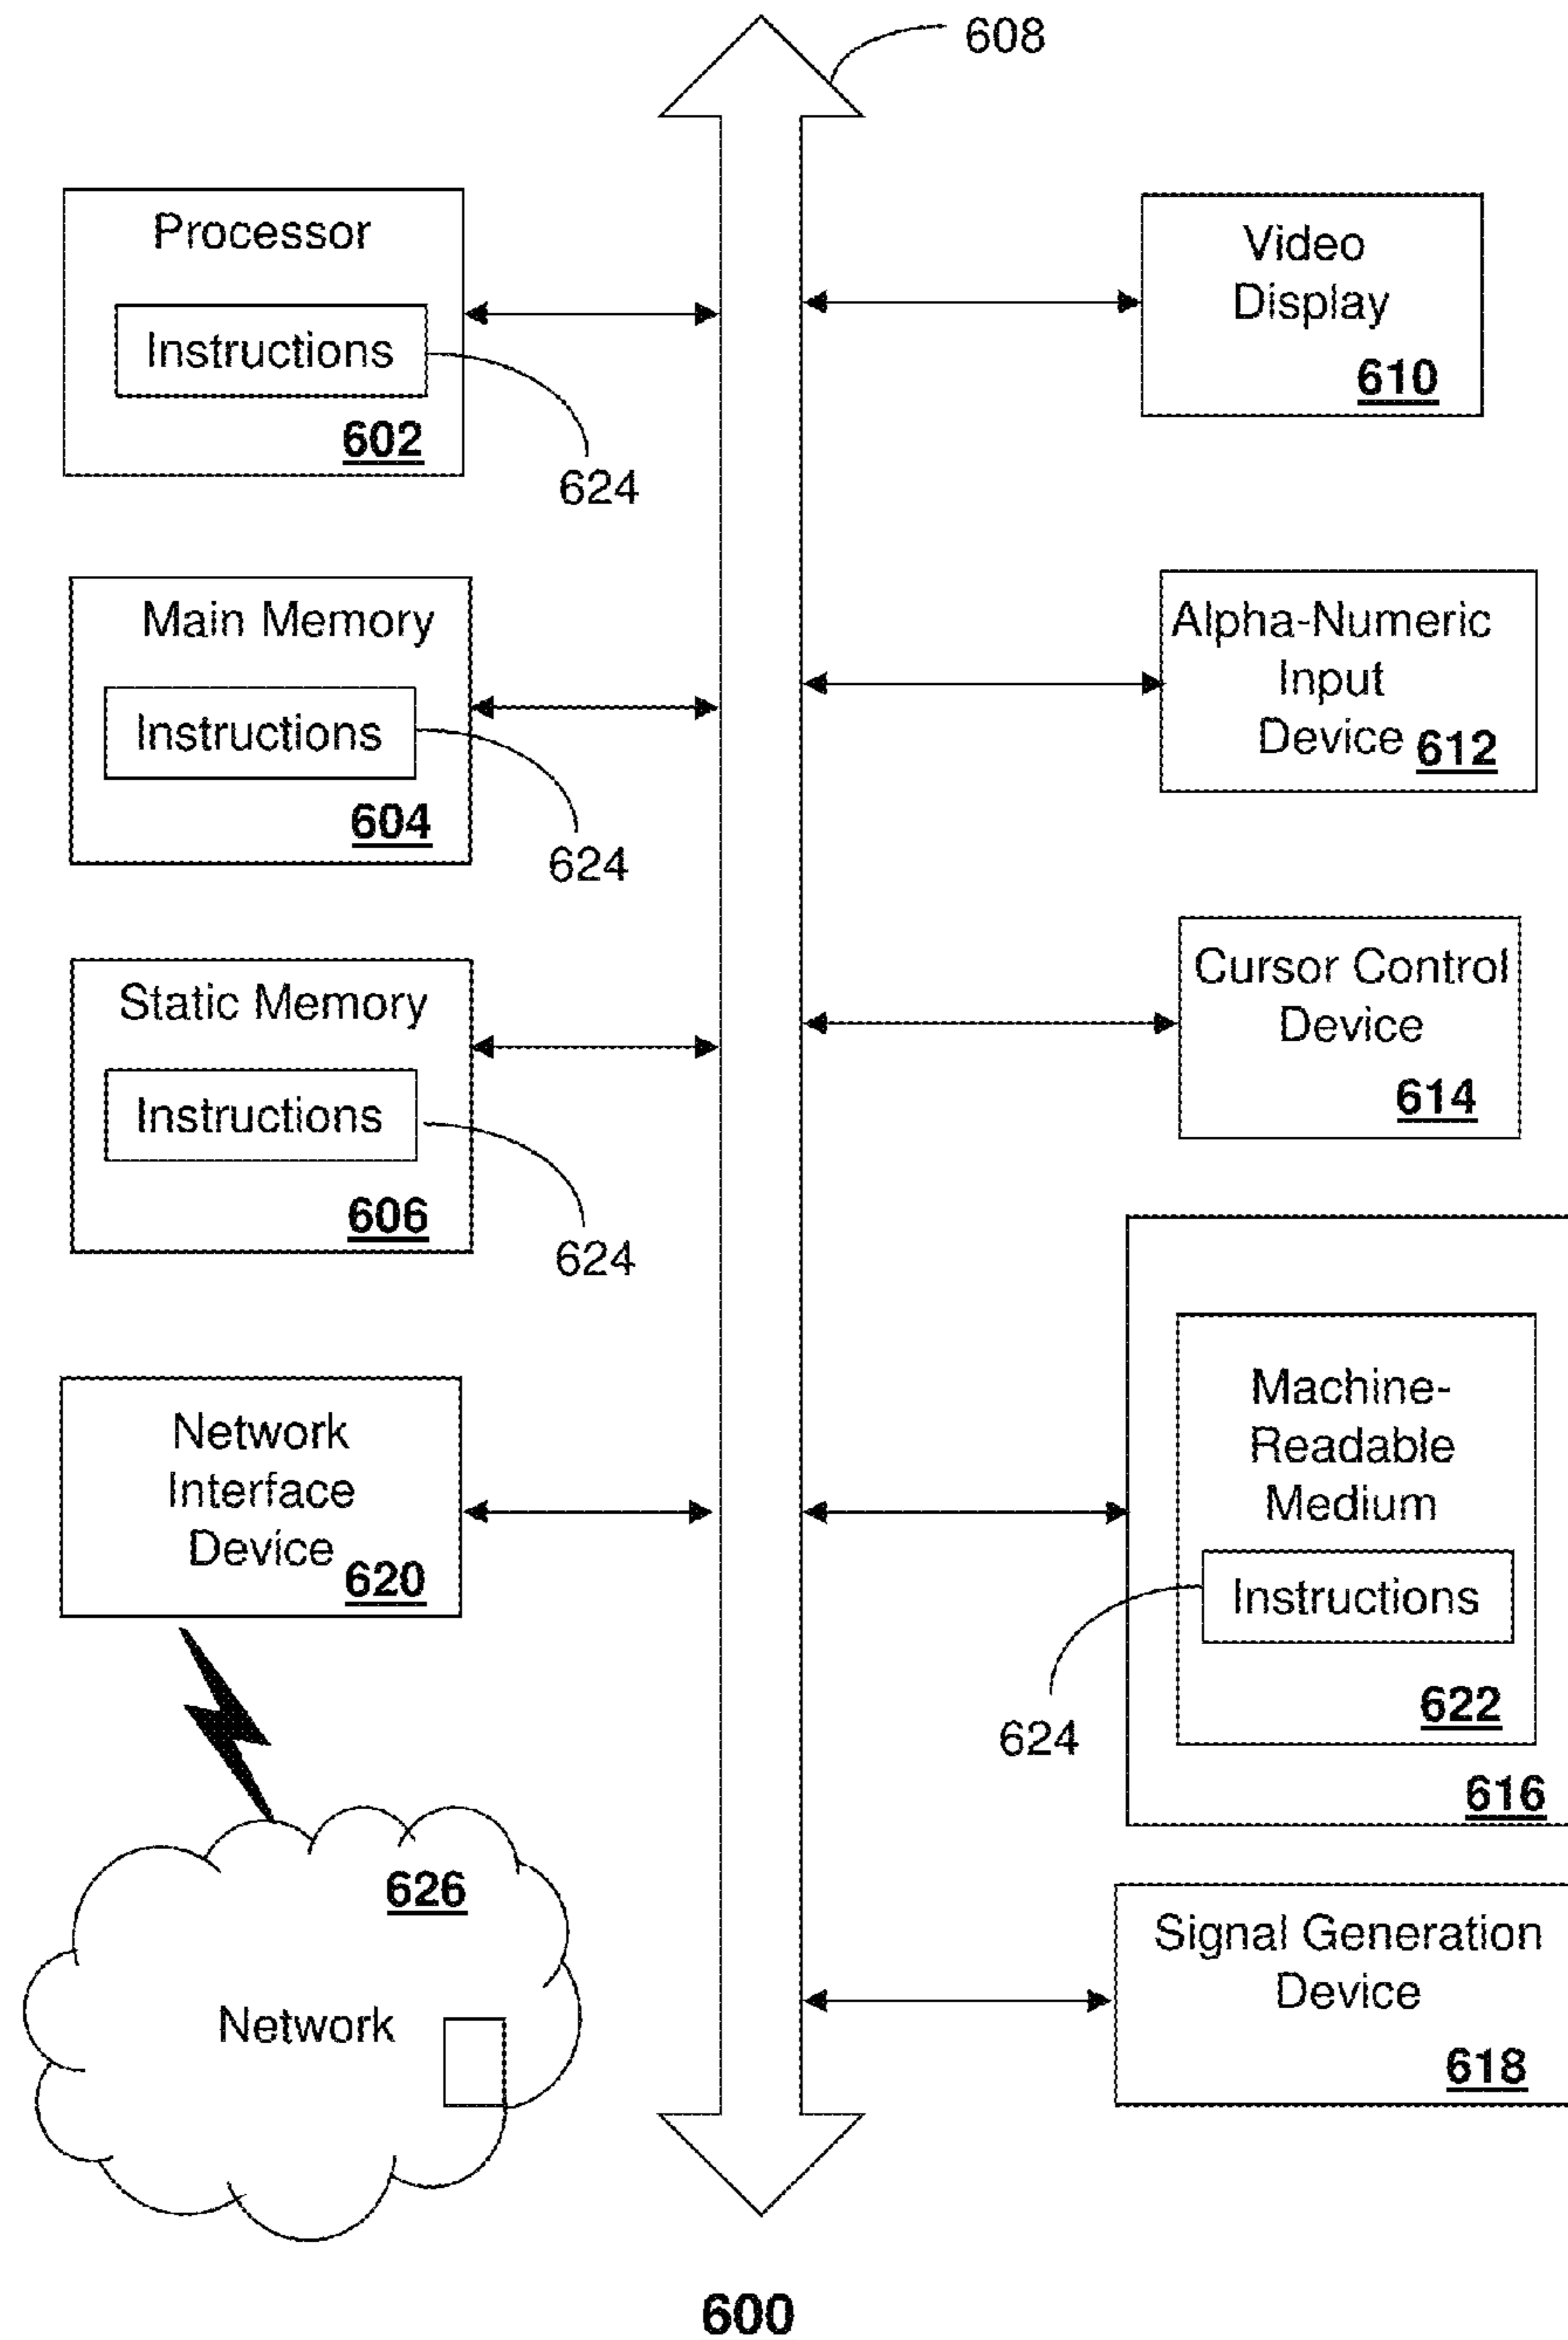 608
Processor
Instructions
602
624
Main Memory
Instructions
604
624
Static Memory
Instructions
606
624
Network
Interface
Device
620
626
Network
Video
Display
610
Alpha-Numeric
Input
Device
612
Cursor Control
Device
614
Machine-
Readable
Medium
Instructions
624
622
616
Signal Generation
Device
618
600